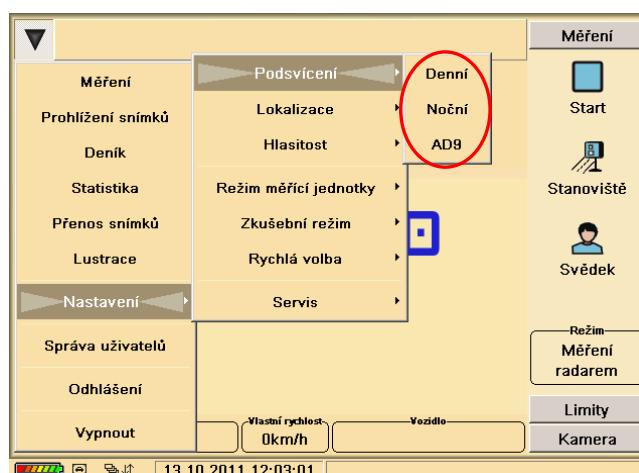 Měření
Prohlížení snímků
Deník
Statistika
Přenos snímků
Lustrace
Nastavení
Správa uživatelů
Odhlášení
Vypnout
Podsvícení
Lokalizace
Hlasitost
Režim měřící jednotky
Zkušební režim
Rychlá volba
Servis
Denní
Noční
AD9
Měření
Start
Stanoviště
Svědek
Režim
Měření
radarem
Limity
Kamera
Vlastní rychlost
0km/h
Vozidlo
13.10.2011 12:03:01